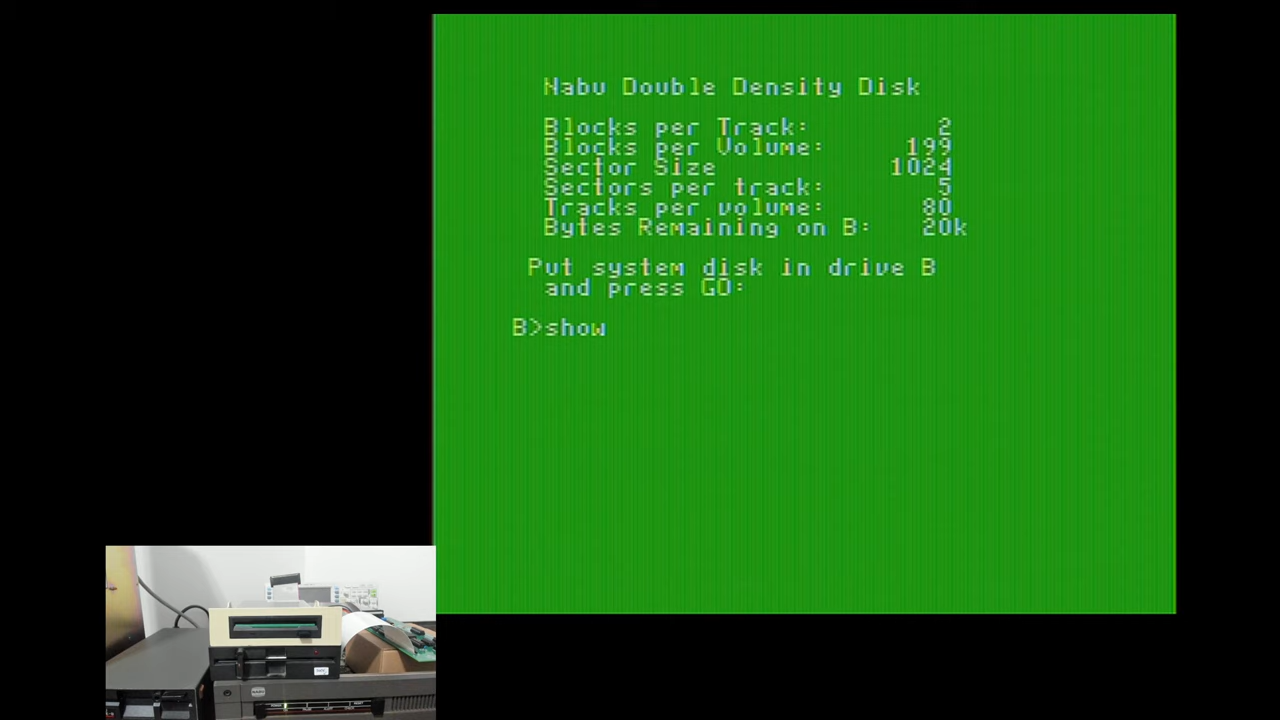 Nabu Double Density Disk
Blocks per Track: 2
Blocks per Volume: 199
Sector Size 1024
Sectors per track: 5
Tracks per volume: 80
Bytes Remaining on B: 20k
Put system disk in drive B
and press GO:
B>show
NABU